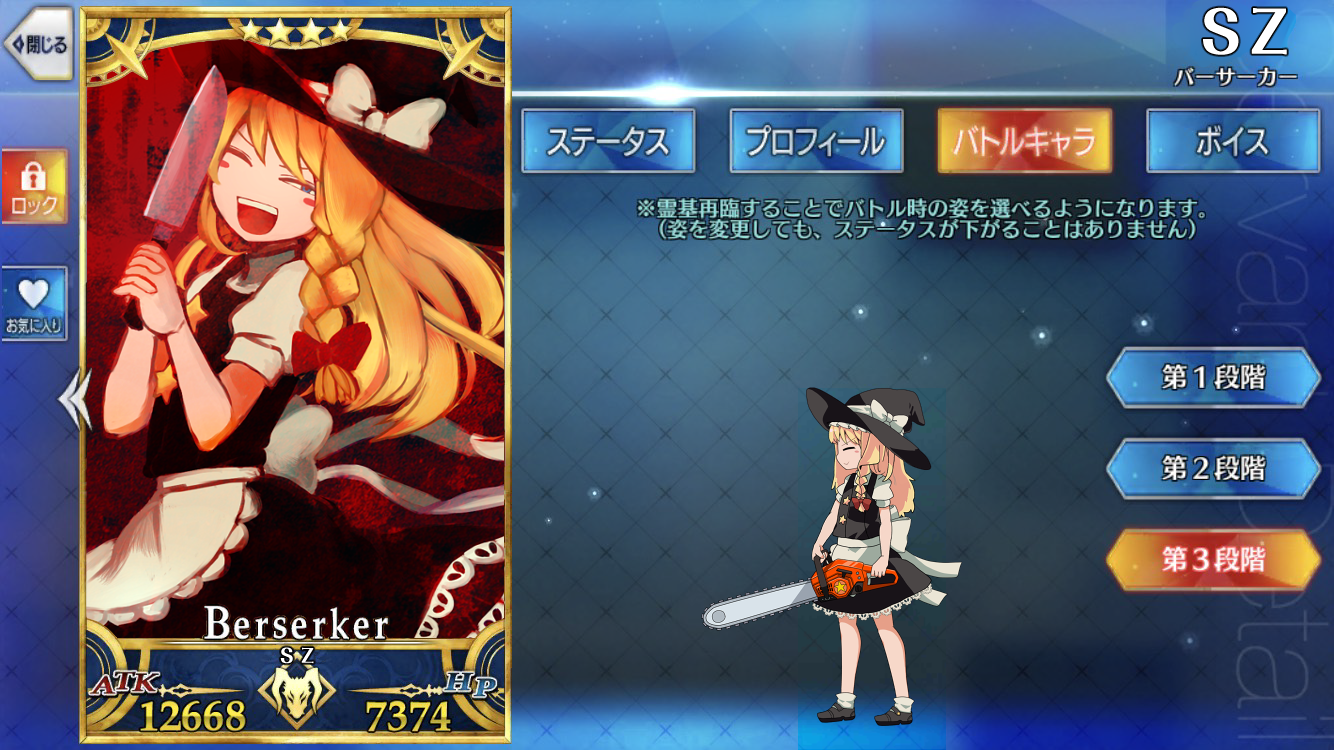 閉じる
SZ
バーサーカー
ステータス
プロフィール
バトルキャラ
ボイス
※霊基再臨することでバトル時の姿を選べるようになります。
(姿を変更しても、ステータスが下がることはありません)
ロック
お気に入り
第1段階
第2段階
第3段階
Berserker
SZ
ATK
HP
12668
7374